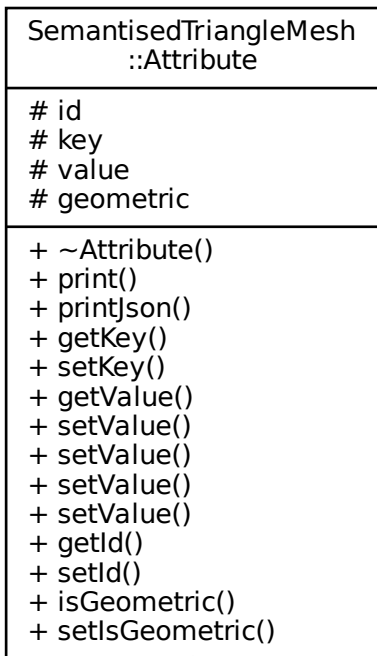 SemantisedTriangleMesh
::Attribute
# id
# key
# value
# geometric
+ ~Attribute()
+ print()
+ printJson()
+ getKey()
+ setKey()
+ getValue()
+ setValue()
+ setValue()
+ setValue()
+ setValue()
+ getId()
+ setId()
+ isGeometric()
+ setIsGeometric()